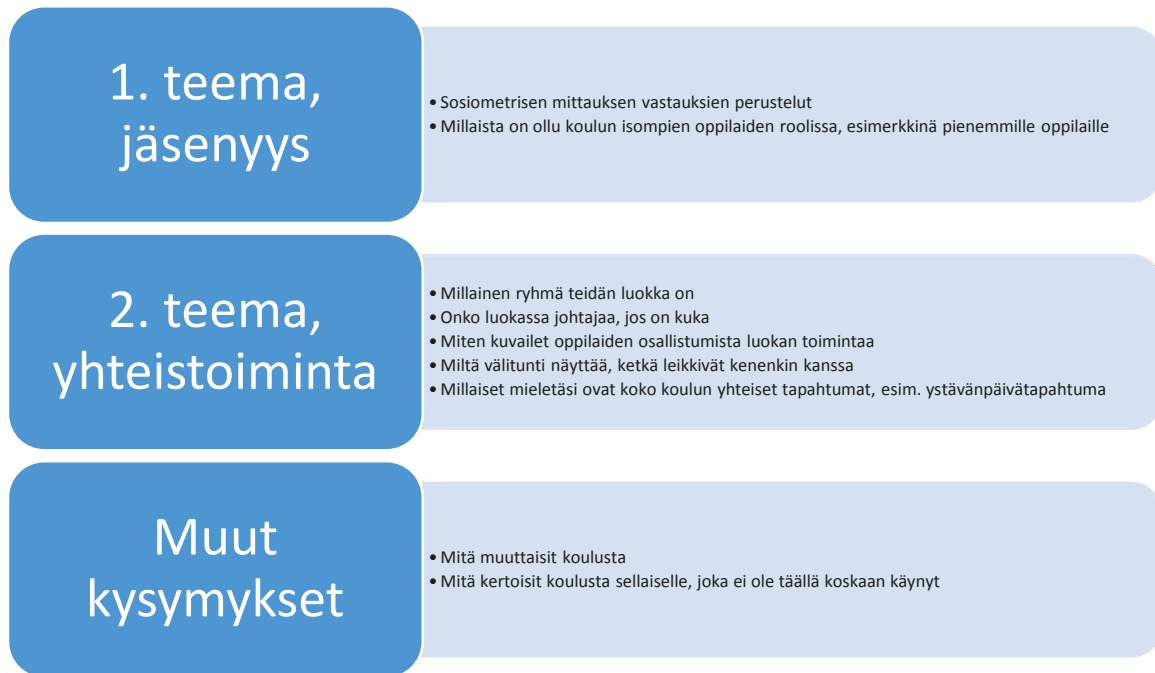 1. teema,
jäsenyys
• Sosiometrisen mittauksen vastauksien perustelut
• Millaista on ollu koulun isompien oppilaiden roolissa, esimerkkinä pienemmille oppilaille
2. teema,
yhteistoiminta
• Millainen ryhmä teidän luokka on
• Onko luokassa johtajaa, jos on kuka
• Miten kuvailet oppilaiden osallistumista luokan toimintaa
• Miltä välitunti näyttää, ketkä leikkivät kenenkin kanssa
• Millaiset mieletäsi ovat koko koulun yhteiset tapahtumat, esim. ystävänpäivätapahtuma
Muut
kysymykset
• Mitä muuttaisit koulusta
• Mitä kertoisit koulusta sellaiselle, joka ei ole täällä koskaan käynyt